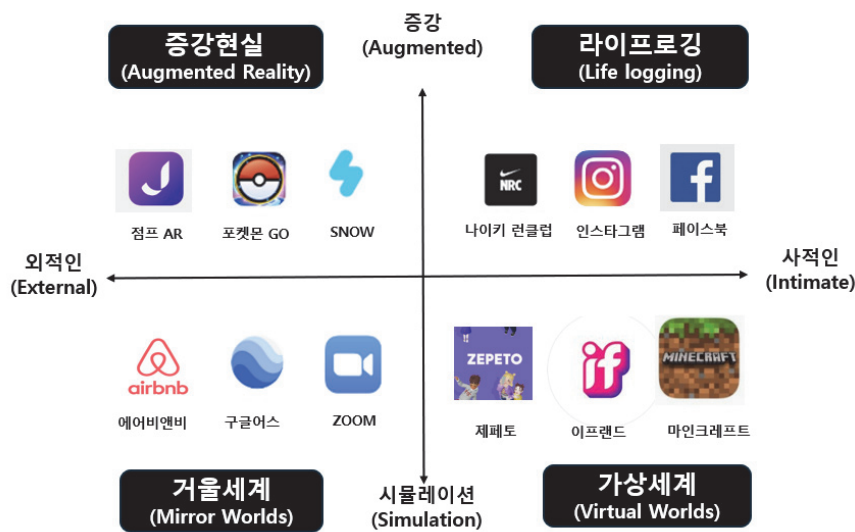 증강현실
(Augmented Reality)
증강
(Augmented)
라이프로깅
(Life logging)
NRC
점프 AR
포켓몬 GO
SNOW
나이키 런클럽
인스타그램
페이스북
외적인
(External)
사적인
(Intimate)
airbnb
ZEPETO
if
MINECRAFT
에어비앤비
구글어스
ZOOM
제페토
이프랜드
마인크레프트
거울세계
(Mirror Worlds)
시뮬레이션
(Simulation)
가상세계
(Virtual Worlds)